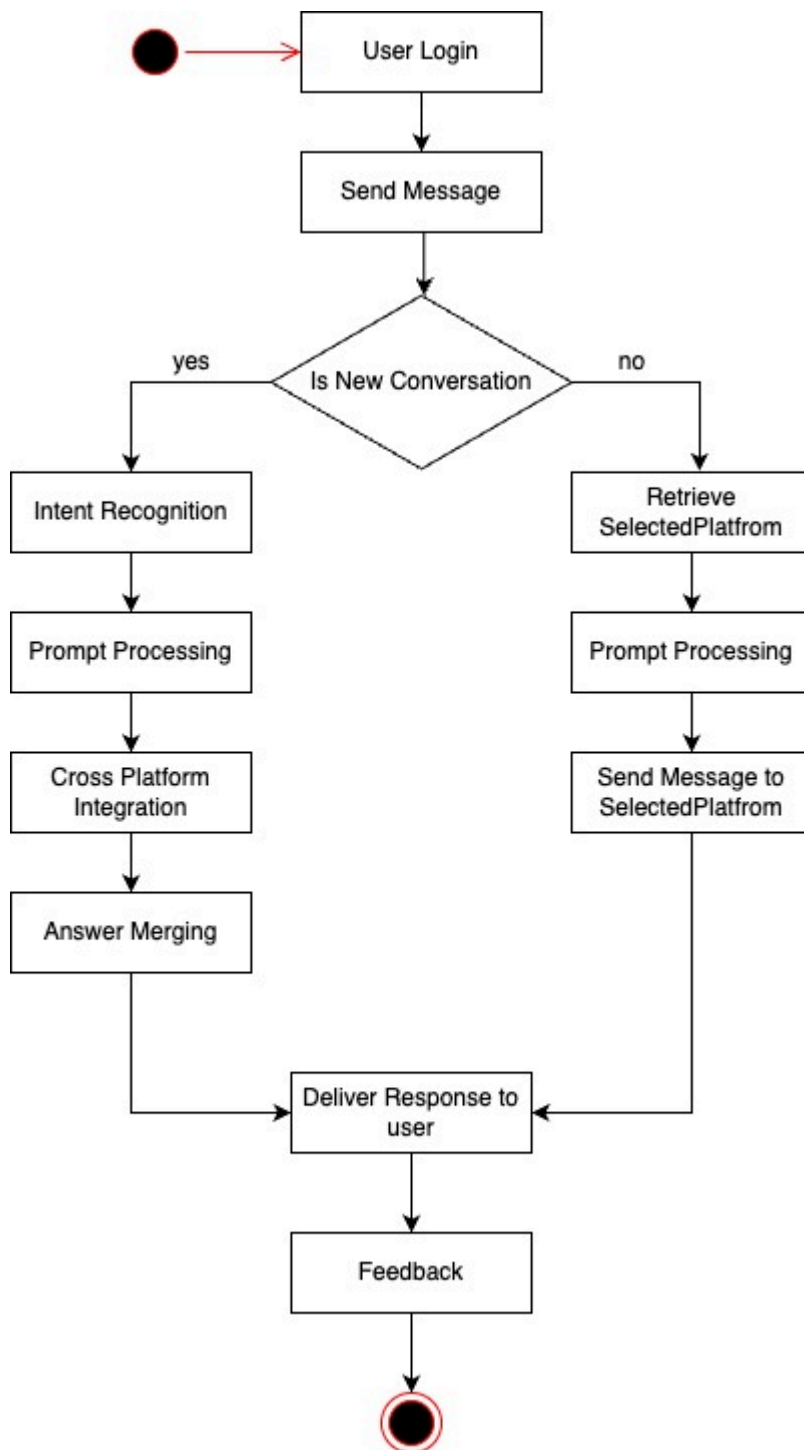 User Login
Send Message
yes
Is New Conversation
no
Intent Recognition
Retrieve
SelectedPlatfrom
Prompt Processing
Prompt Processing
Cross Platform
Integration
Send Message to
SelectedPlatfrom
Answer Merging
Deliver Response to
user
Feedback